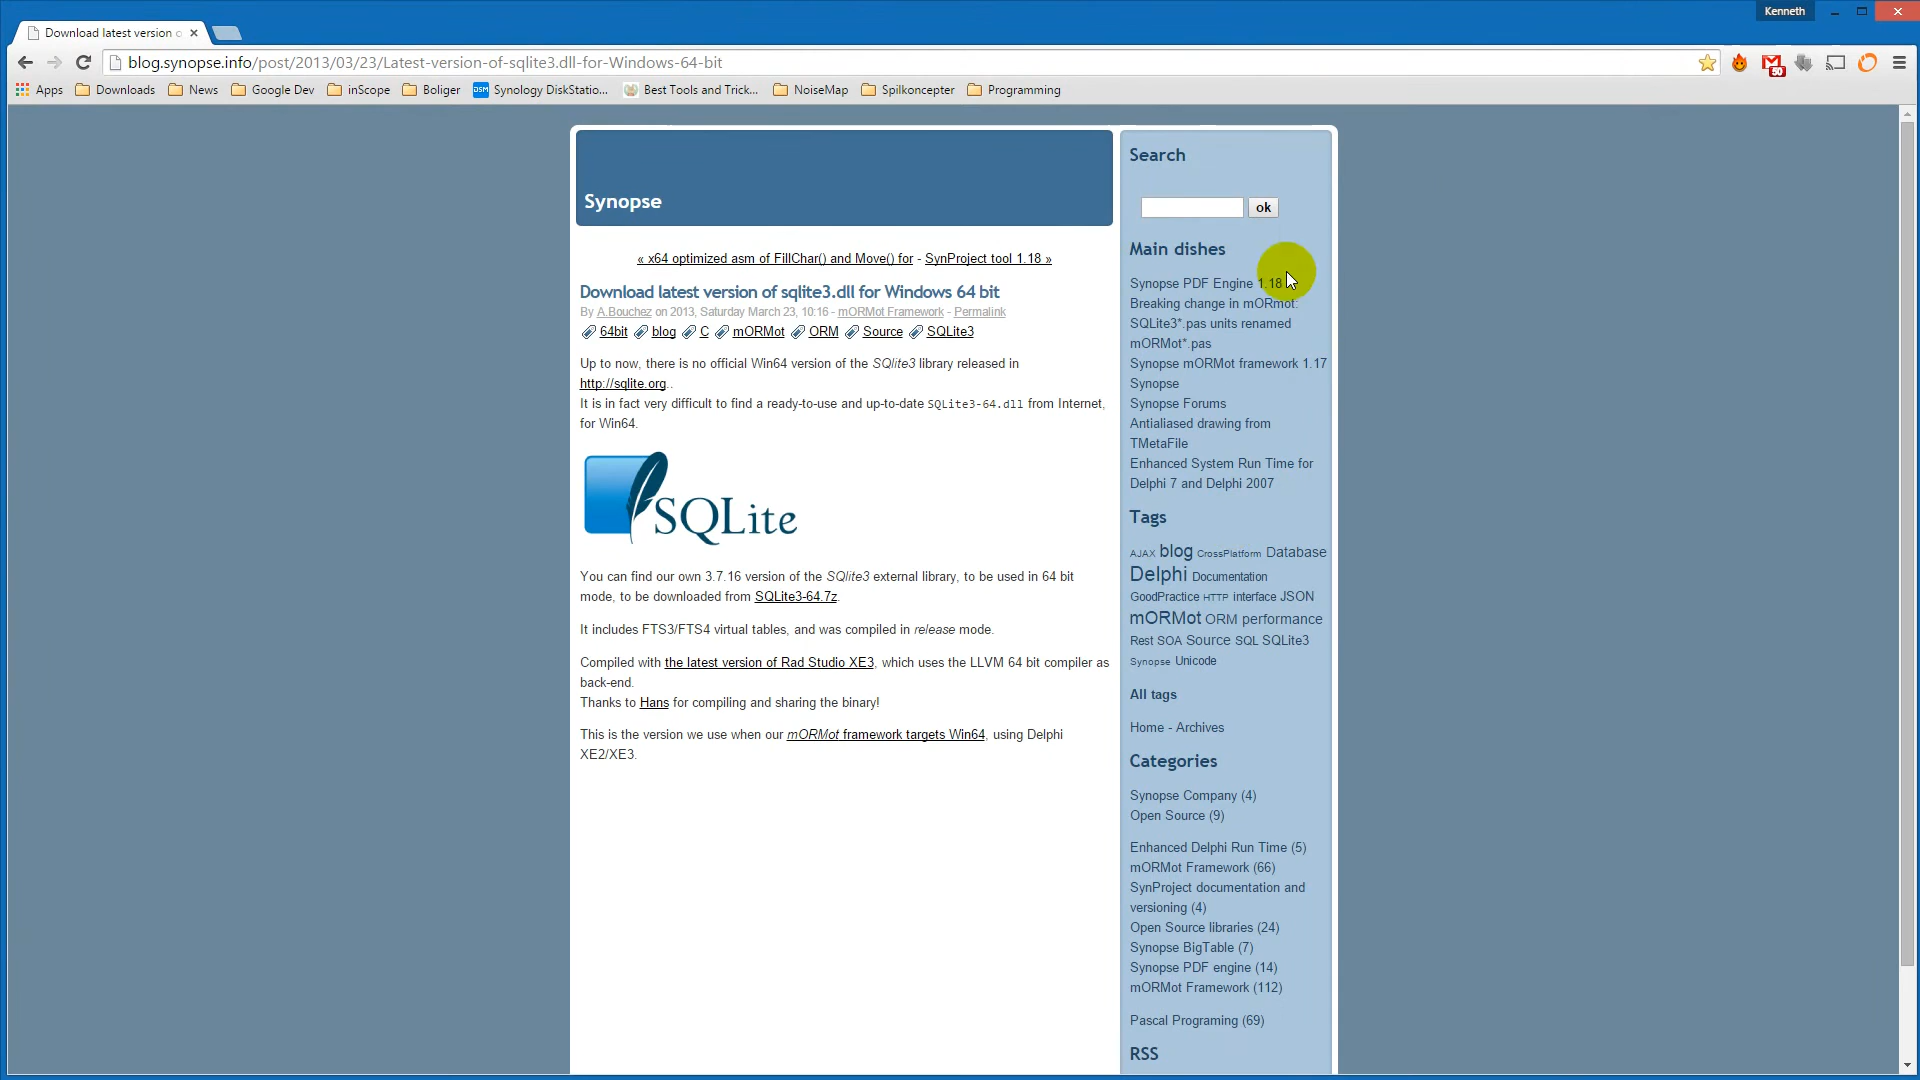 Kenneth
Download latest version o
blog.synopse.info/post/2013/03/23/Latest-version-of-sqlite3.dll-for-Windows-64-bit
50
Apps Downloads News Google Dev inScope Boliger DSM Synology DiskStatio... Best Tools and Trick... NoiseMap Spilkoncepter Programming
Synopse
« x64 optimized asm of FillChar() and Move() for - SynProject tool 1.18 »
Download latest version of sqlite3.dll for Windows 64 bit
By A.Bouchez on 2013, Saturday March 23, 10:16 - mORMot Framework - Permalink
64bit blog C mORMot ORM Source SQLite3
Up to now, there is no official Win64 version of the SQlite3 library released in
http://sqlite.org..
It is in fact very difficult to find a ready-to-use and up-to-date SQLite3-64.dll from Internet,
for Win64.
SQLite
You can find our own 3.7.16 version of the SQlite3 external library, to be used in 64 bit
mode, to be downloaded from SQLite3-64.7z.
It includes FTS3/FTS4 virtual tables, and was compiled in release mode.
Compiled with the latest version of Rad Studio XE3, which uses the LLVM 64 bit compiler as
back-end.
Thanks to Hans for compiling and sharing the binary!
This is the version we use when our mORMot framework targets Win64, using Delphi
XE2/XE3.
Search
ok
Main dishes
Synopse PDF Engine 1.18
Breaking change in mORmot:
SQLite3*.pas units renamed
mORMot*.pas
Synopse mORMot framework 1.17
Synopse
Synopse Forums
Antialiased drawing from
TMetaFile
Enhanced System Run Time for
Delphi 7 and Delphi 2007
Tags
AJAX blog CrossPlatform Database
Delphi Documentation
GoodPractice HTTP interface JSON
mORMot ORM performance
Rest SOA Source SQL SQLite3
Synopse Unicode
All tags
Home - Archives
Categories
Synopse Company (4)
Open Source (9)
Enhanced Delphi Run Time (5)
mORMot Framework (66)
SynProject documentation and
versioning (4)
Open Source libraries (24)
Synopse BigTable (7)
Synopse PDF engine (14)
mORMot Framework (112)
Pascal Programing (69)
RSS